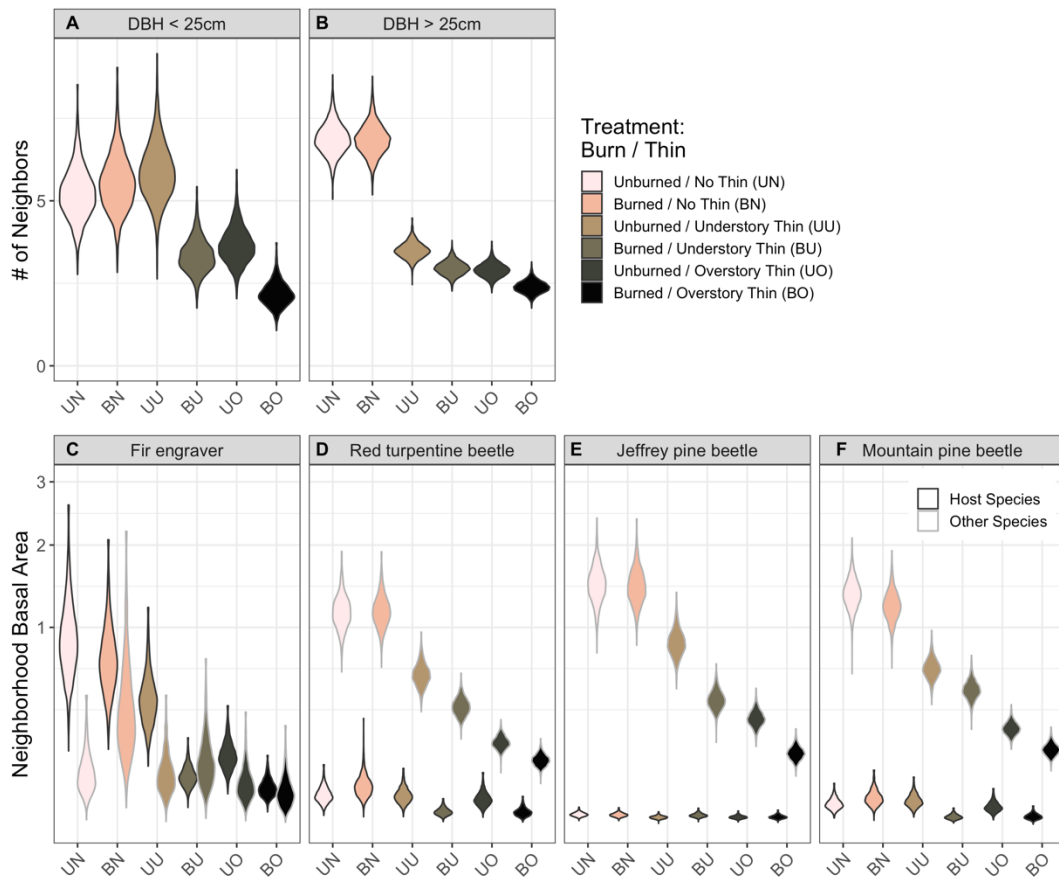 A DBH < 25cm
B DBH > 25cm
# of Neighbors
5
0
UN BN UU BU UO BO
UN BN UU BU UO BO
Treatment:
Burn / Thin
Unburned / No Thin (UN)
Burned / No Thin (BN)
Unburned / Understory Thin (UU)
Burned / Understory Thin (BU)
Unburned / Overstory Thin (UO)
Burned / Overstory Thin (BO)
C Fir engraver
D Red turpentine beetle
E Jeffrey pine beetle
F Mountain pine beetle
Neighborhood Basal Area
3
2
1
Host Species
Other Species
UN BN UU BU UO BO
UN BN UU BU UO BO
UN BN UU BU UO BO
UN BN UU BU UO BO